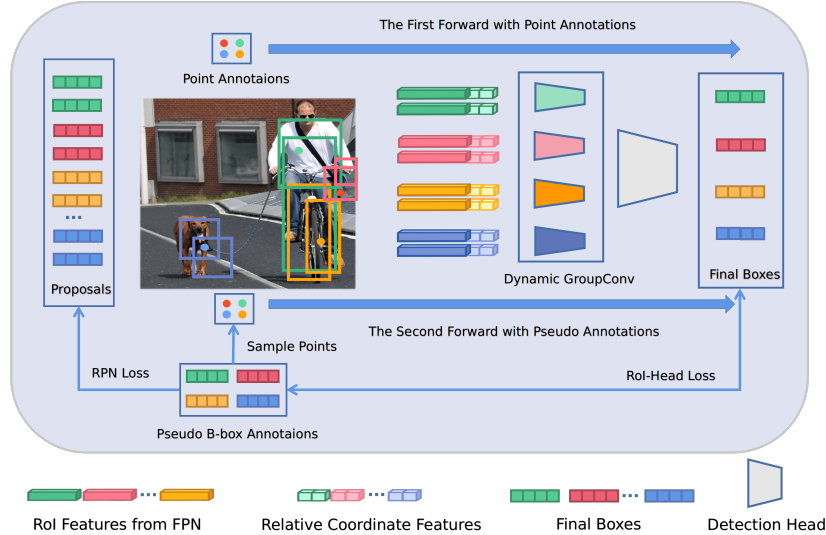 The First Forward with Point Annotations
Point Annotaions
Proposals
Dynamic GroupConv
Final Boxes
The Second Forward with Pseudo Annotations
Sample Points
RPN Loss
RoI-Head Loss
Pseudo B-box Annotaions
RoI Features from FPN
Relative Coordinate Features
Final Boxes
Detection Head